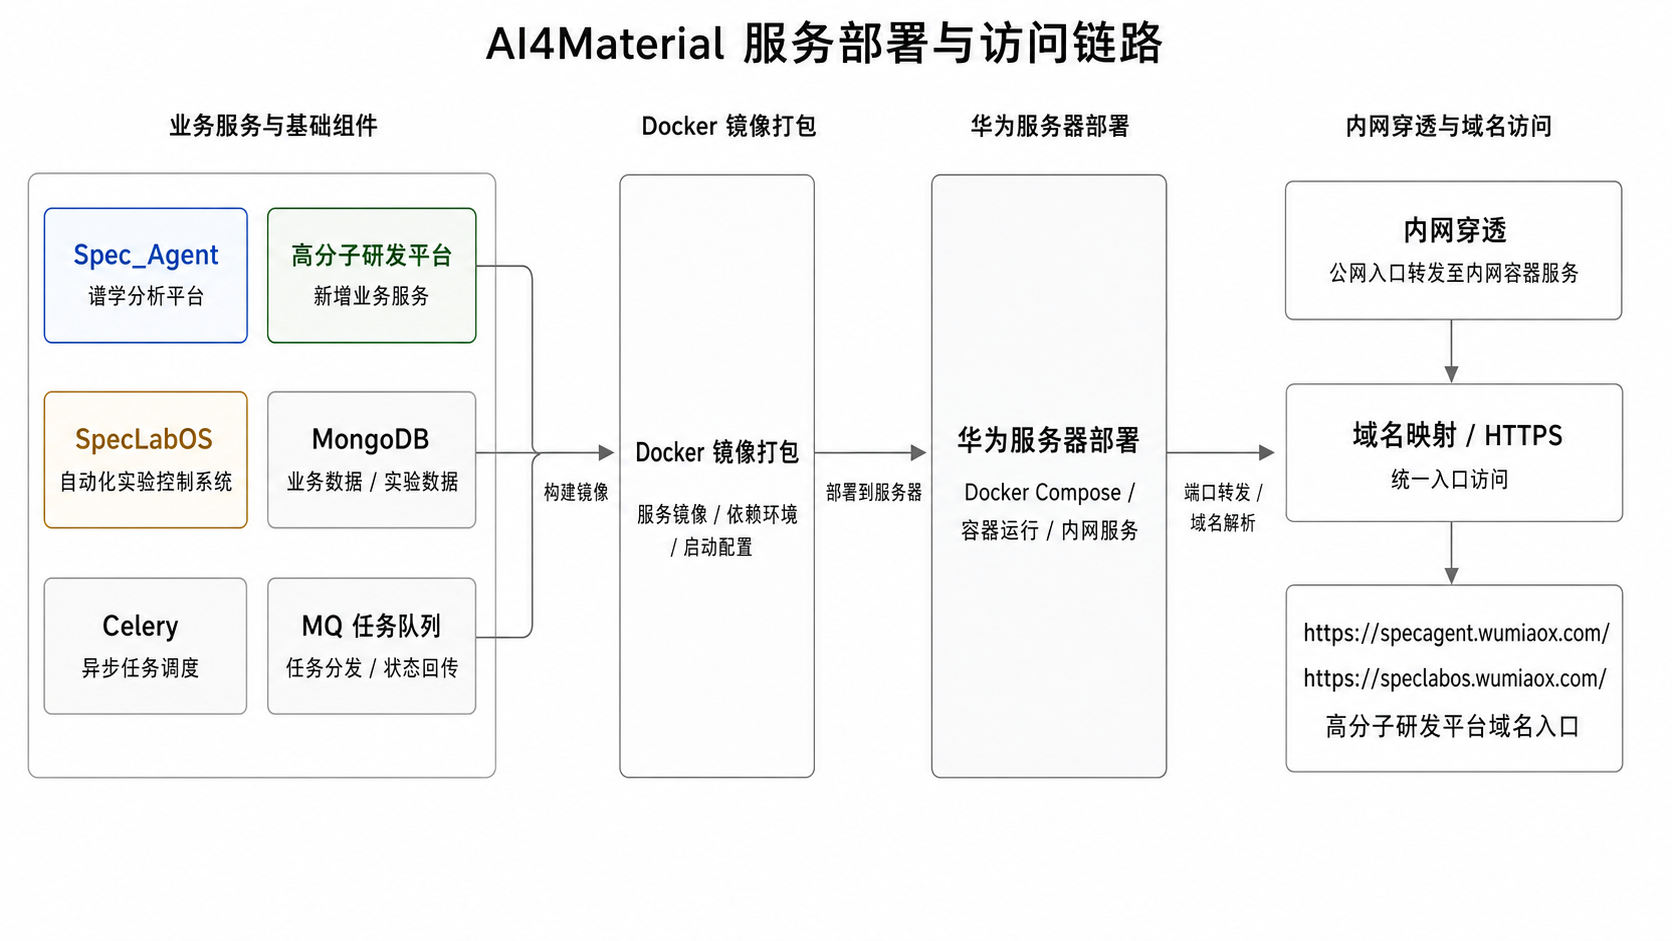 AI4Material 服务部署与访问链路
业务服务与基础组件
Docker 镜像打包
华为服务器部署
内网穿透与域名访问
Spec_Agent
谱学分析平台
高分子研发平台
新增业务服务
SpecLabOS
自动化实验控制系统
MongoDB
业务数据 / 实验数据
Celery
异步任务调度
MQ 任务队列
任务分发 / 状态回传
构建镜像
Docker 镜像打包
服务镜像 / 依赖环境
/ 启动配置
部署到服务器
华为服务器部署
Docker Compose /
容器运行 / 内网服务
端口转发 /
域名解析
内网穿透
公网入口转发至内网容器服务
域名映射 / HTTPS
统一入口访问
https://specagent.wumiaox.com/
https://speclabos.wumiaox.com/
高分子研发平台域名入口